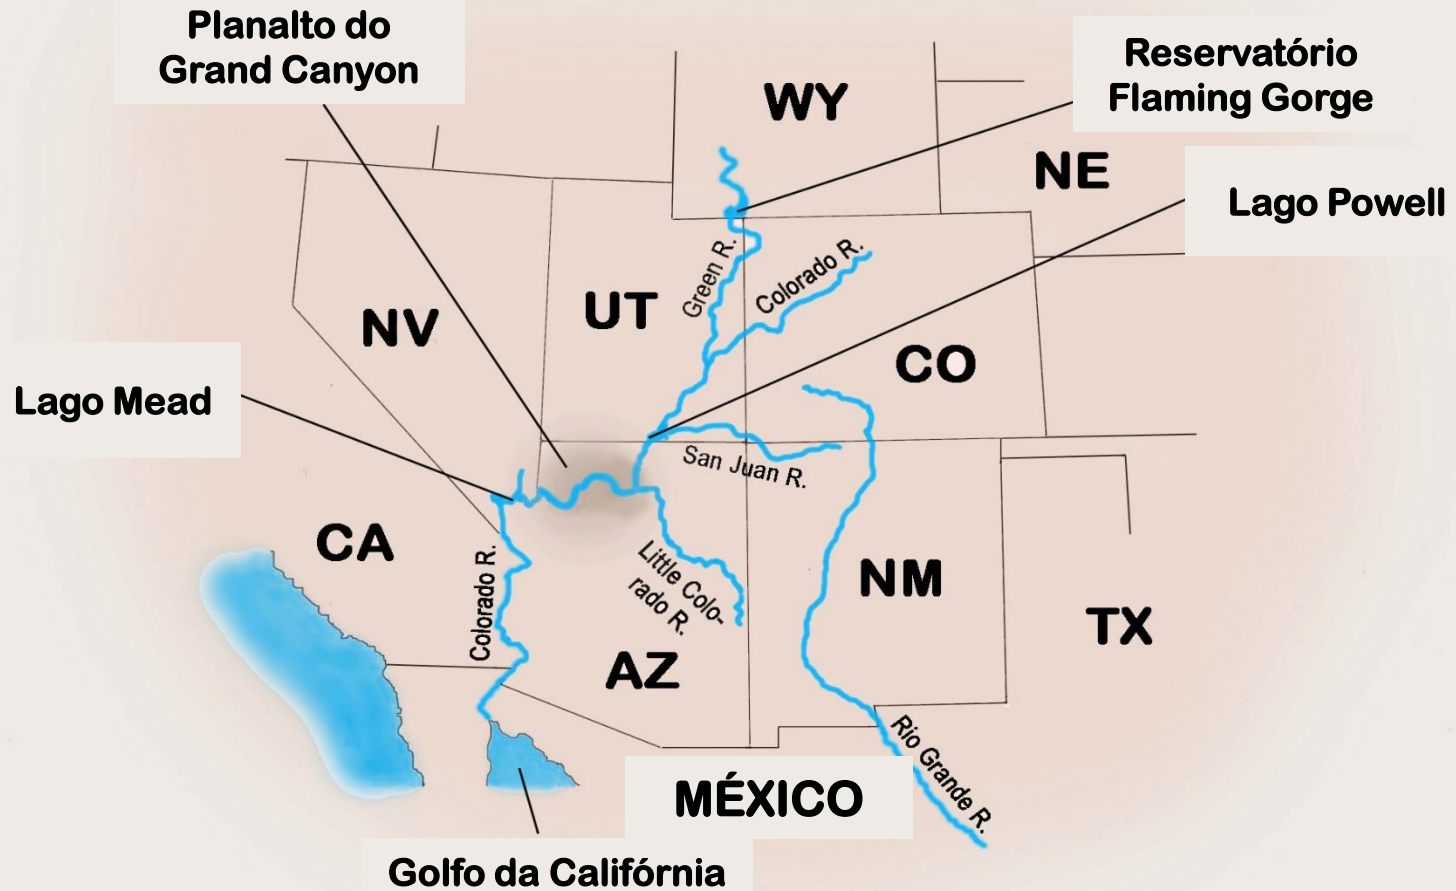 Planalto do
Grand Canyon
Reservatório
Flaming Gorge
WY
NE
Lago Powell
Green R.
Colorado R.
UT
NV
CO
Lago Mead
San Juan R.
CA
Colorado R.
Little Colo-
rado R.
NM
TX
AZ
Rio Grande R.
MÉXICO
Golfo da Califórnia